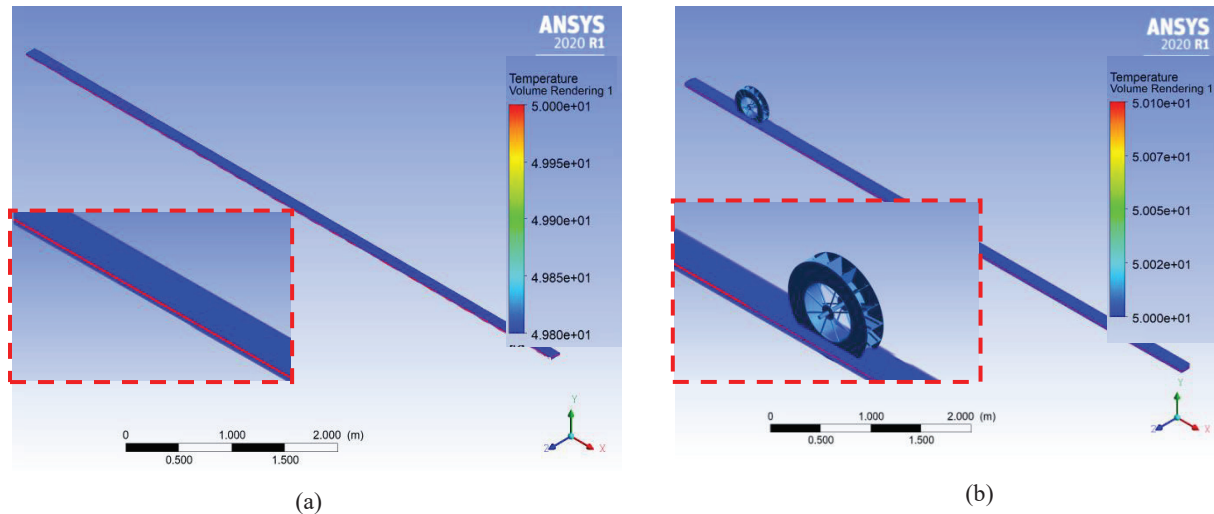 ANSYS
2020 R1
Temperature
Volume Rendering 1
5.000e+01
4.995e+01
4.990e+01
4.985e+01
4.980e+01
0 1.000 2.000 (m)
0.500 1.500
Y
Z X
(a)
ANSYS
2020 R1
Temperature
Volume Rendering 1
5.010e+01
5.007e+01
5.005e+01
5.002e+01
5.000e+01
0 1.000 2.000 (m)
0.500 1.500
Y
Z X
(b)